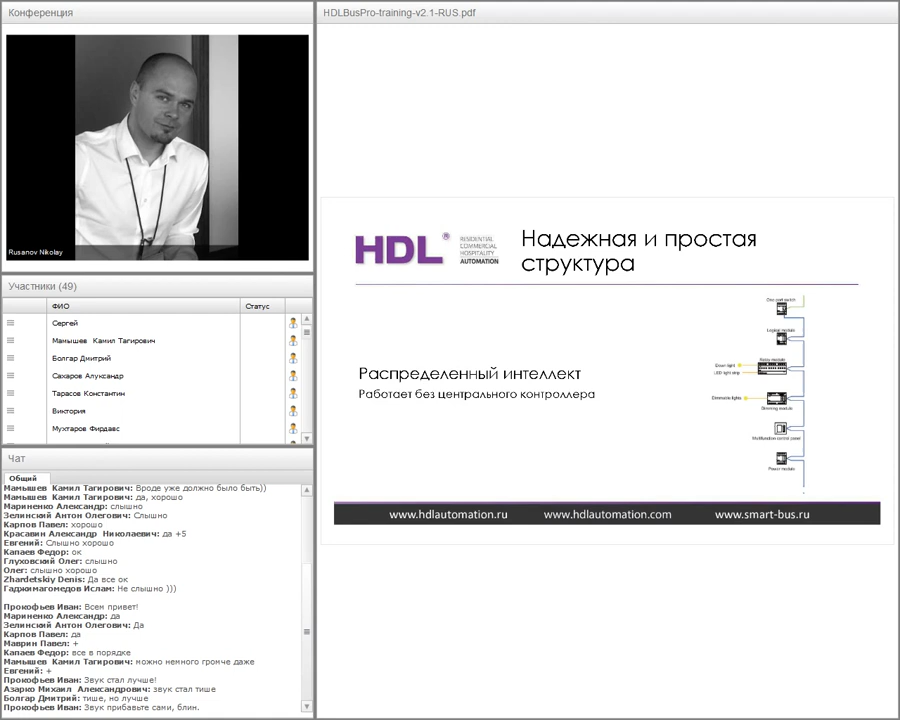 Конференция
Rusanov Nikolay
Участники (49)
ФИО Статус
Сергей
Мамышев Камил Тагирович
Болгар Дмитрий
Сахаров Алуксандр
Тарасов Константин
Виктория
Мухтаров Фирдавс
Чат
Общий
Мамышев Камил Тагирович: Вроде уже должно было быть))
Мамышев Камил Тагирович: да, хорошо
Мариненко Александр: слышно
Зелинский Антон Олегович: Слышно
Карпов Павел: хорошо
Красавин Александр Николаевич: да +5
Евгений: Слышно хорошо
Капаев Федор: ок
Глуховский Олег: слышно
Олег: слышно хорошо
Zhardetskiy Denis: Да все ок
Гаджимагомедов Ислам: Не слышно )))
Прокофьев Иван: Всем привет!
Мариненко Александр: да
Зелинский Антон Олегович: Да
Карпов Павел: да
Маврин Павел: +
Капаев Федор: все в порядке
Мамышев Камил Тагирович: можно немного громче даже
Евгений: +
Прокофьев Иван: Звук стал лучше!
Азарко Михаил Александрович: звук стал тише
Болгар Дмитрий: тише, но лучше
Прокофьев Иван: Звук прибавьте сами, блин.
HDLBusPro-training-v2.1-RUS.pdf
HDL®
RESIDENTIAL
COMMERCIAL
HOSPITALITY
AUTOMATION
Надежная и простая
структура
Распределенный интеллект
Работает без центрального контроллера
Logical module
Relay module
LED light strip
Dimmable lights
Dimming module
Multifunction control panel
Power module
www.hdlautomation.ru www.hdlautomation.com www.smart-bus.ru